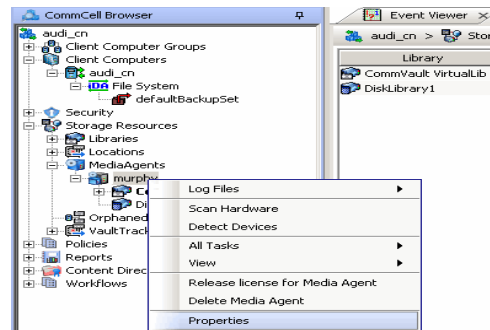 CommCell Browser
Event Viewer
audi_cn
Client Computer Groups
Client Computers
audi_cn
iDA File System
defaultBackupSet
Security
Storage Resources
Libraries
Locations
MediaAgents
murphy
Orphaned
VaultTrack
Policies
Reports
Content Direc
Workflows
audi_cn >
Library
CommVault VirtualLib
DiskLibrary1
Log Files
Scan Hardware
Detect Devices
All Tasks
View
Release license for Media Agent
Delete Media Agent
Properties